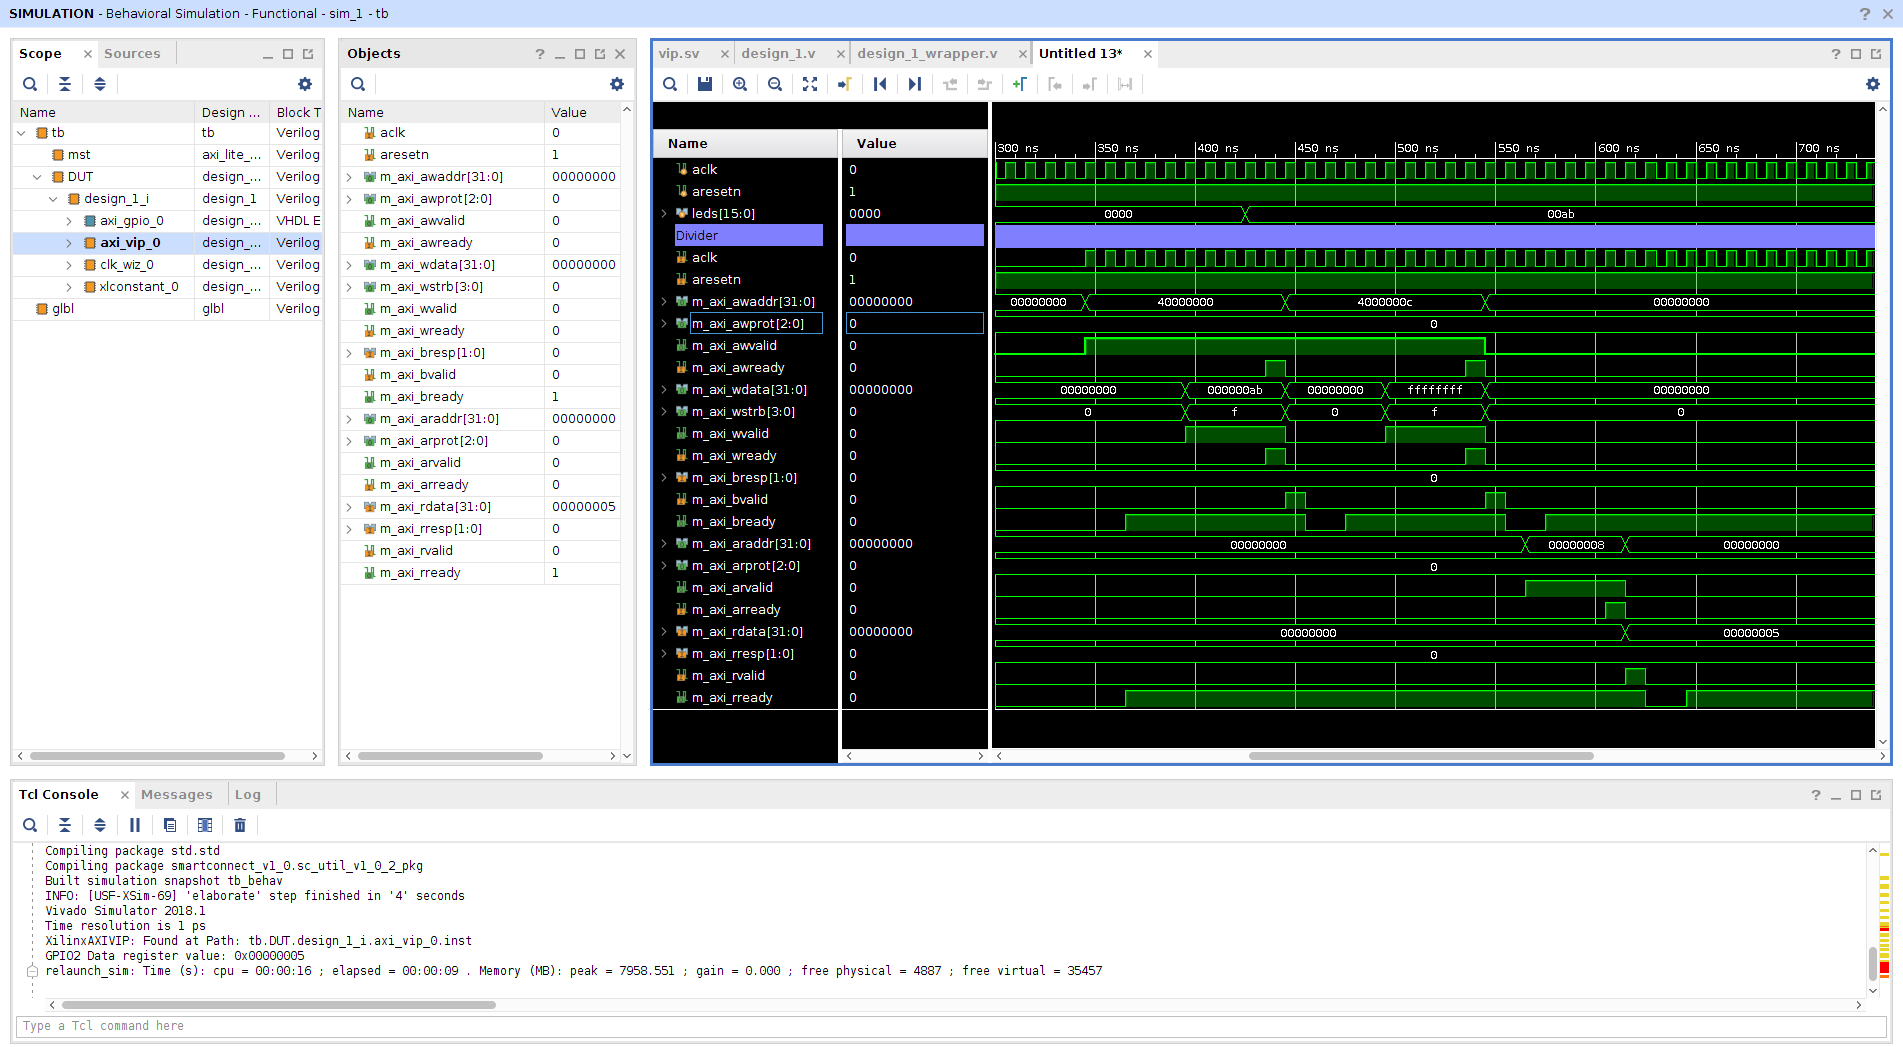 SIMULATION - Behavioral Simulation - Functional - sim_1 - tb
Scope
Sources
Name Design ... Block T
tb tb Verilog
mst axi_lite_... Verilog
DUT design_... Verilog
design_1_i design_1 Verilog
axi_gpio_0 design_... VHDL E
axi_vip_0 design_... Verilog
clk_wiz_0 design_... Verilog
xlconstant_0 design_... Verilog
glbl glbl Verilog
Objects
Name Value
aclk 0
aresetn 1
m_axi_awaddr[31:0] 00000000
m_axi_awprot[2:0] 0
m_axi_awvalid 0
m_axi_awready 0
m_axi_wdata[31:0] 00000000
m_axi_wstrb[3:0] 0
m_axi_wvalid 0
m_axi_wready 0
m_axi_bresp[1:0] 0
m_axi_bvalid 0
m_axi_bready 1
m_axi_araddr[31:0] 00000000
m_axi_arprot[2:0] 0
m_axi_arvalid 0
m_axi_arready 0
m_axi_rdata[31:0] 00000005
m_axi_rresp[1:0] 0
m_axi_rvalid 0
m_axi_rready 1
vip.sv design_1.v design_1_wrapper.v Untitled 13*
Name Value
300 ns 350 ns 400 ns 450 ns 500 ns 550 ns 600 ns 650 ns 700 ns
aclk 0
aresetn 1
leds[15:0] 0000 0000 00ab
Divider
aclk 0
aresetn 1
m_axi_awaddr[31:0] 00000000 00000000 40000000 4000000c 00000000
m_axi_awprot[2:0] 0 0
m_axi_awvalid 0
m_axi_awready 0
m_axi_wdata[31:0] 00000000 00000000 000000ab 00000000 ffffffff 00000000
m_axi_wstrb[3:0] 0 0 f 0 f 0
m_axi_wvalid 0
m_axi_wready 0
m_axi_bresp[1:0] 0 0
m_axi_bvalid 0
m_axi_bready 0
m_axi_araddr[31:0] 00000000 00000000 00000008 00000000
m_axi_arprot[2:0] 0 0
m_axi_arvalid 0
m_axi_arready 0
m_axi_rdata[31:0] 00000000 00000000 00000005
m_axi_rresp[1:0] 0 0
m_axi_rvalid 0
m_axi_rready 0
Tcl Console Messages Log
Compiling package std.std
Compiling package smartconnect_v1_0.sc_util_v1_0_2_pkg
Built simulation snapshot tb_behav
INFO: [USF-XSim-69] 'elaborate' step finished in '4' seconds
Vivado Simulator 2018.1
Time resolution is 1 ps
XilinxAXIVIP: Found at Path: tb.DUT.design_1_i.axi_vip_0.inst
GPIO2 Data register value: 0x00000005
relaunch_sim: Time (s): cpu = 00:00:16 ; elapsed = 00:00:09 . Memory (MB): peak = 7958.551 ; gain = 0.000 ; free physical = 4887 ; free virtual = 35457
Type a Tcl command here